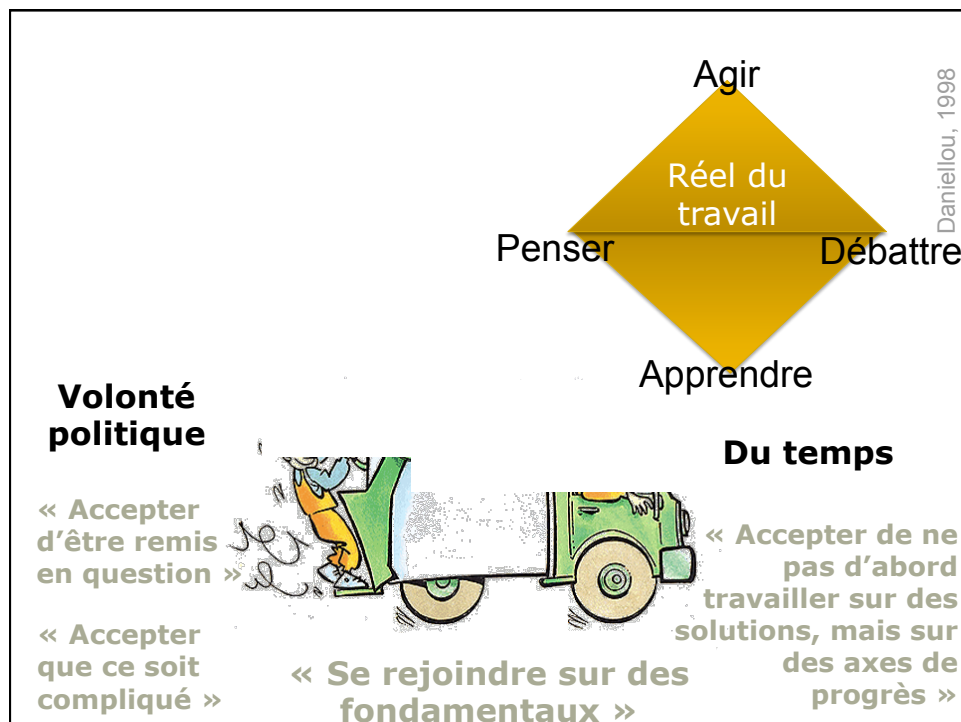 Agir
Daniellou, 1998
Réel du
travail
Penser
Débattre
Apprendre
Volonté
politique
Du temps
« Accepter
d’être remis
en question »
« Accepter
que ce soit
compliqué »
« Se rejoindre sur des
fondamentaux »
« Accepter de ne
pas d’abord
travailler sur des
solutions, mais sur
des axes de
progrès »